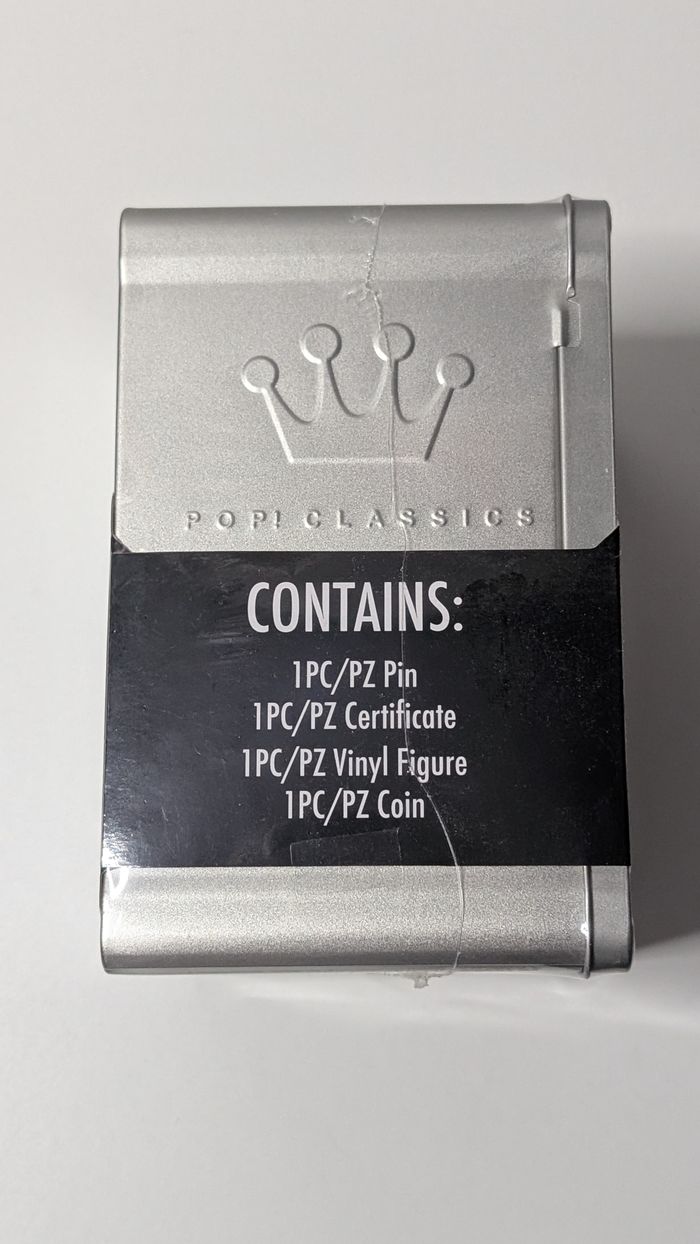 POP! CLASSICS
CONTAINS:
1PC/PZ Pin
1PC/PZ Certificate
1PC/PZ Vinyl Figure
1PC/PZ Coin